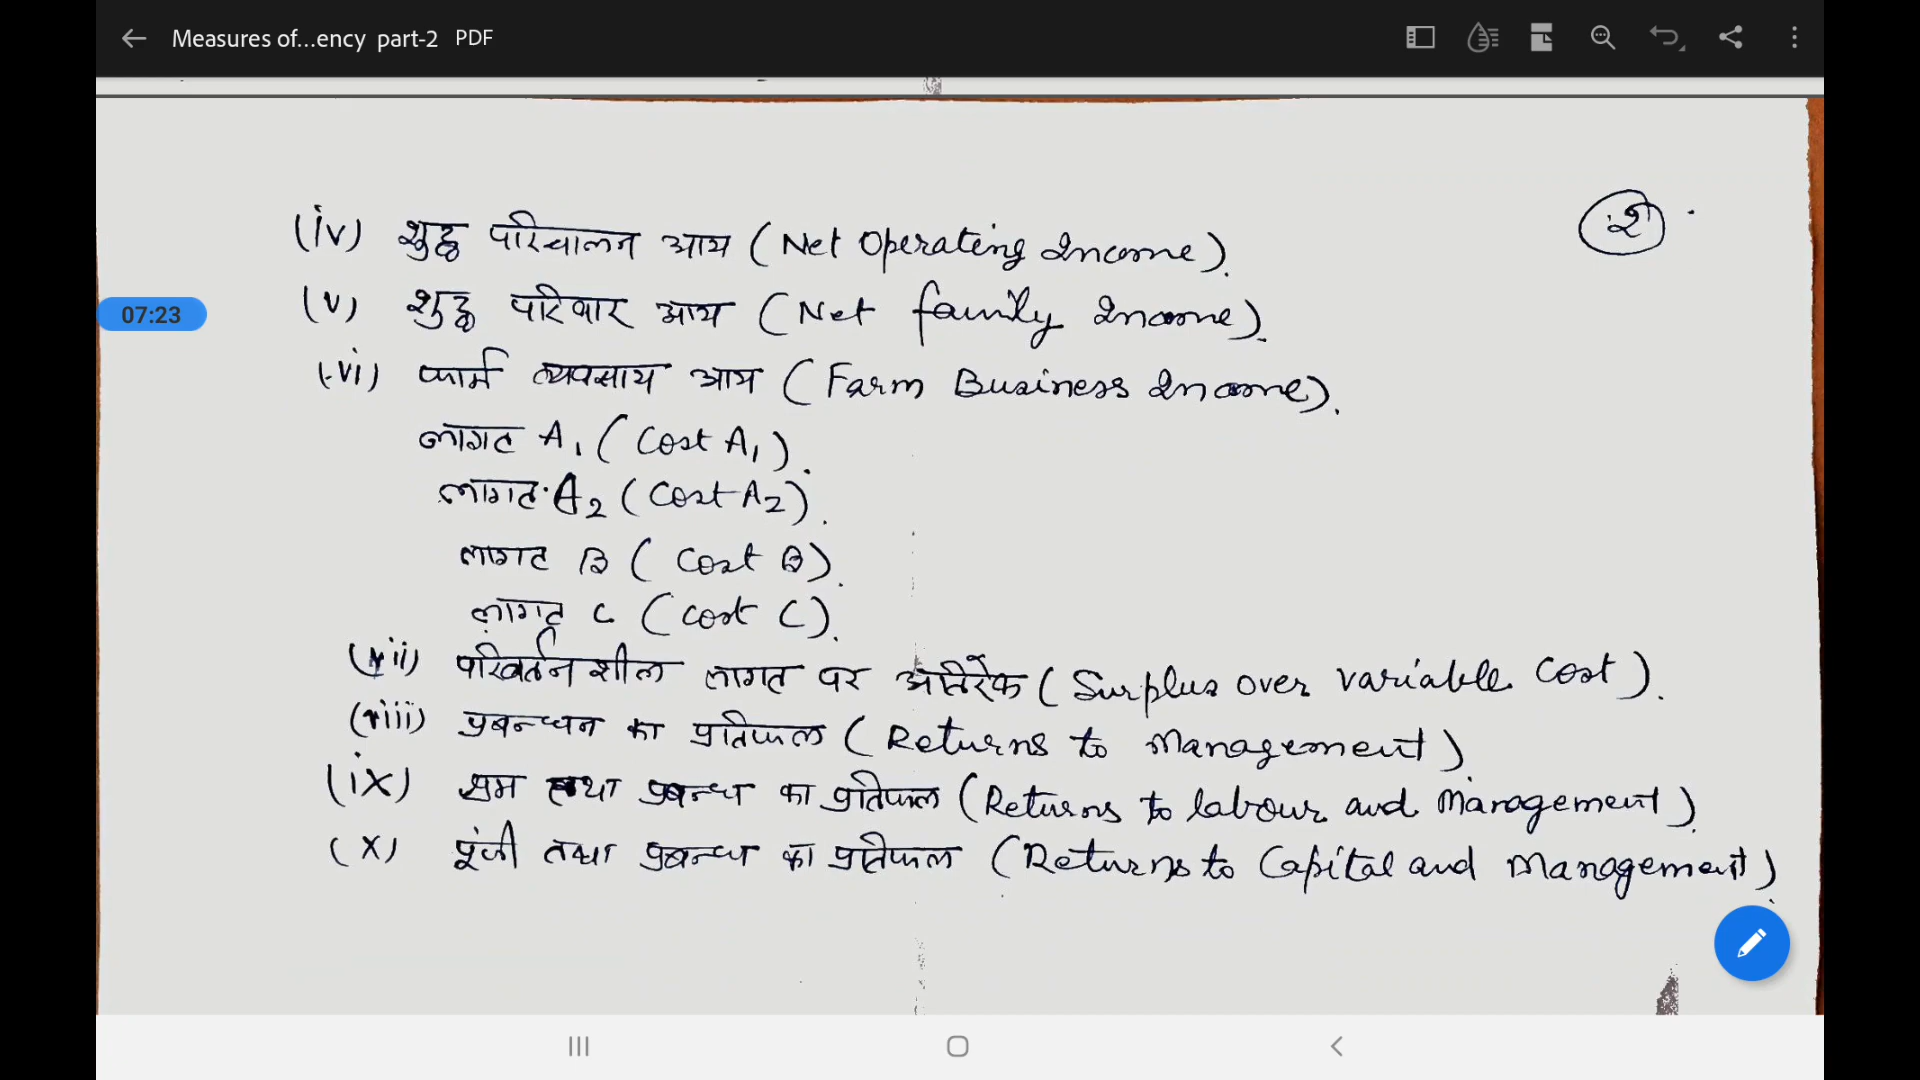 Measures of...ency part-2 PDF
२
(iv) शुद्ध परिचालन आय (Net Operating Income).
(v) शुद्ध परिवार आय (Net family Income).
07:23
(vi) फार्म व्यवसाय आय (Farm Business Income).
लागत A1 (Cost A1).
लागत A2 (Cost A2).
लागत B (Cost B).
लागत C (Cost C).
(vii) परिवर्तनशील लागत पर अतिरेक (Surplus over variable Cost).
(viii) प्रबन्धन का प्रतिफल (Returns to Management).
(ix) श्रम तथा प्रबन्ध का प्रतिफल (Returns to labour and Management).
(x) पूंजी तथा प्रबन्ध का प्रतिफल (Returns to Capital and Management).